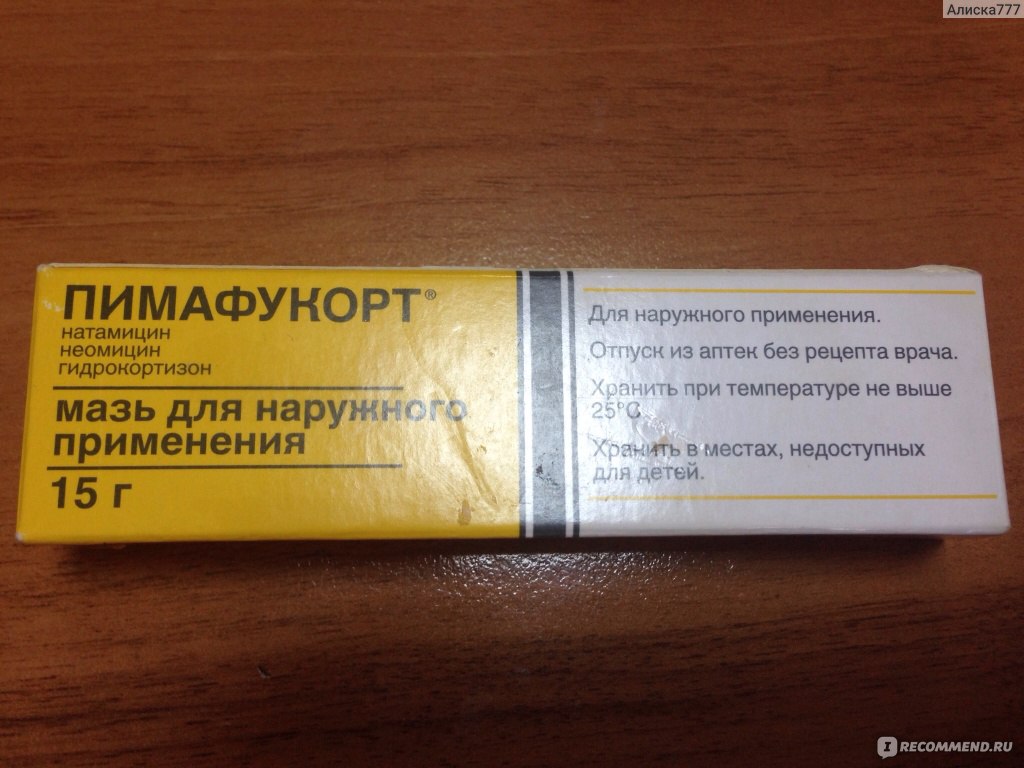 Алиска777
ПИМАФУКОРТ®
натамицин
неомицин
гидрокортизон
мазь для наружного
применения
15 г
Для наружного применения.
Отпуск из аптек без рецепта врача.
Хранить при температуре не выше
25°C.
Хранить в местах, недоступных
для детей.
I RECOMMEND.RU